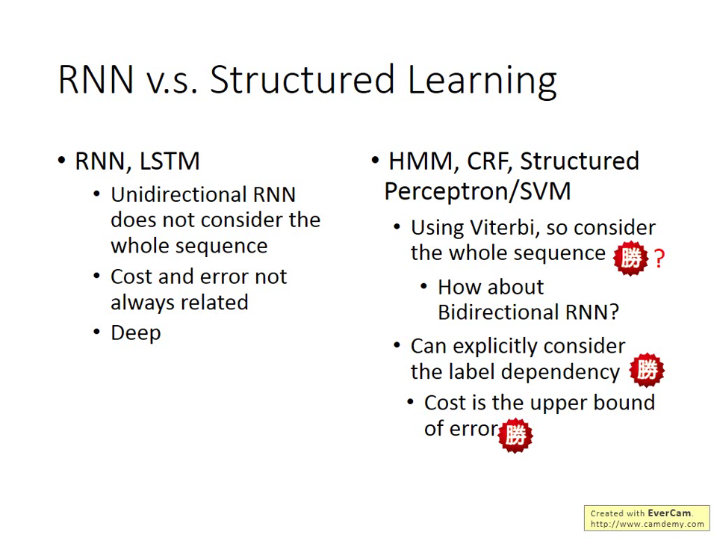 RNN v.s. Structured Learning
• RNN, LSTM
• Unidirectional RNN
does not consider the
whole sequence
• Cost and error not
always related
• Deep
• HMM, CRF, Structured
Perceptron/SVM
• Using Viterbi, so consider
the whole sequence 勝 ?
• How about
Bidirectional RNN?
• Can explicitly consider
the label dependency 勝
• Cost is the upper bound
of error 勝
Created with EverCam.
http://www.camdemy.com